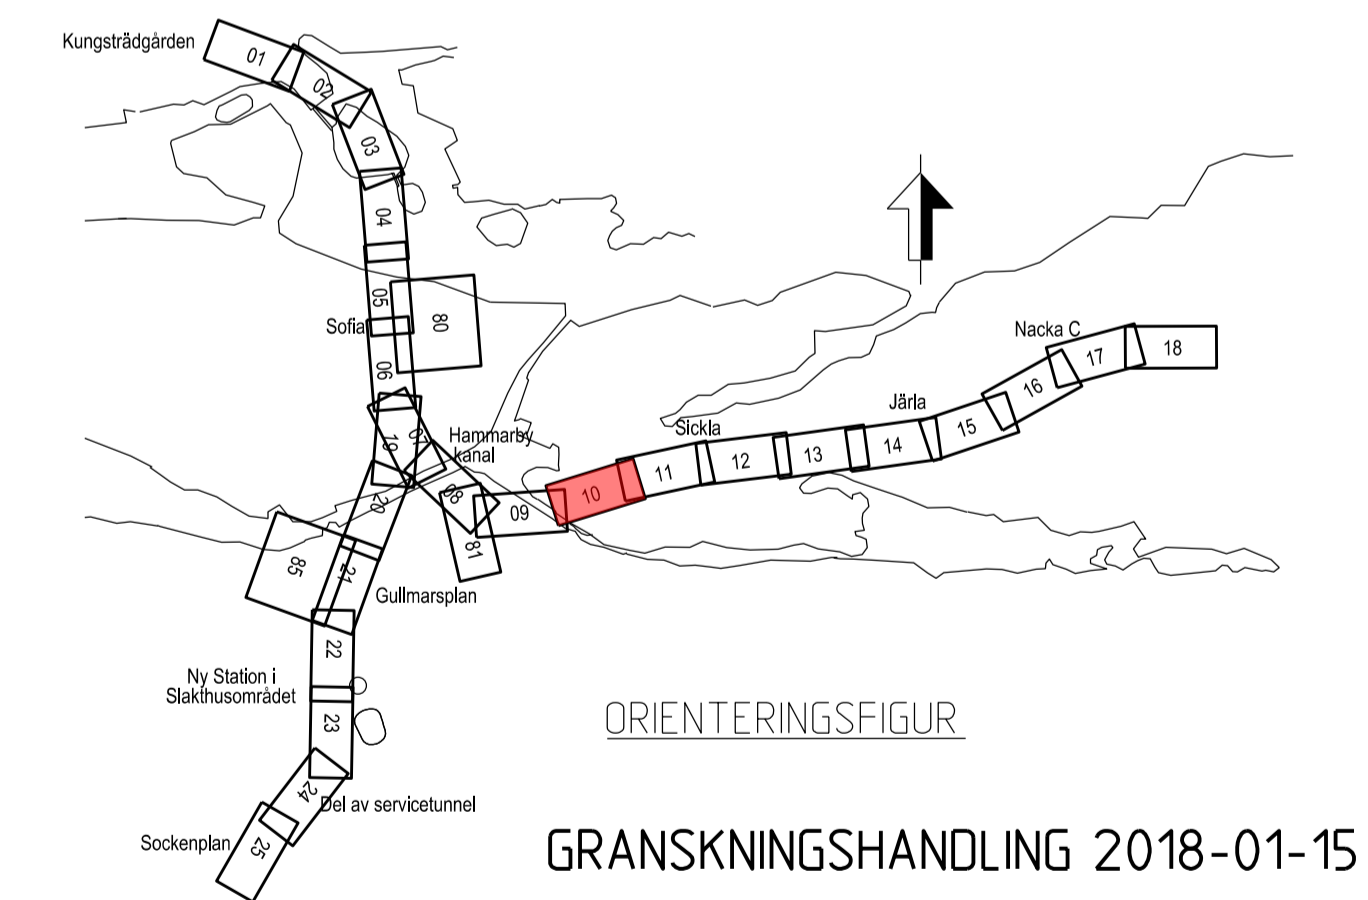 Kungsträdgården
01
02
03
04
05
Sofia
80
06
Nacka C
17
18
16
Järla
15
14
Sickla
13
12
11
10
19
07
Hammarby
kanal
08
09
20
81
85
21
Gullmarsplan
22
Ny Station i
Slakthusområdet
23
ORIENTERINGSFIGUR
24
Del av servicetunnel
Sockenplan
25
GRANSKNINGSHANDLING 2018-01-15